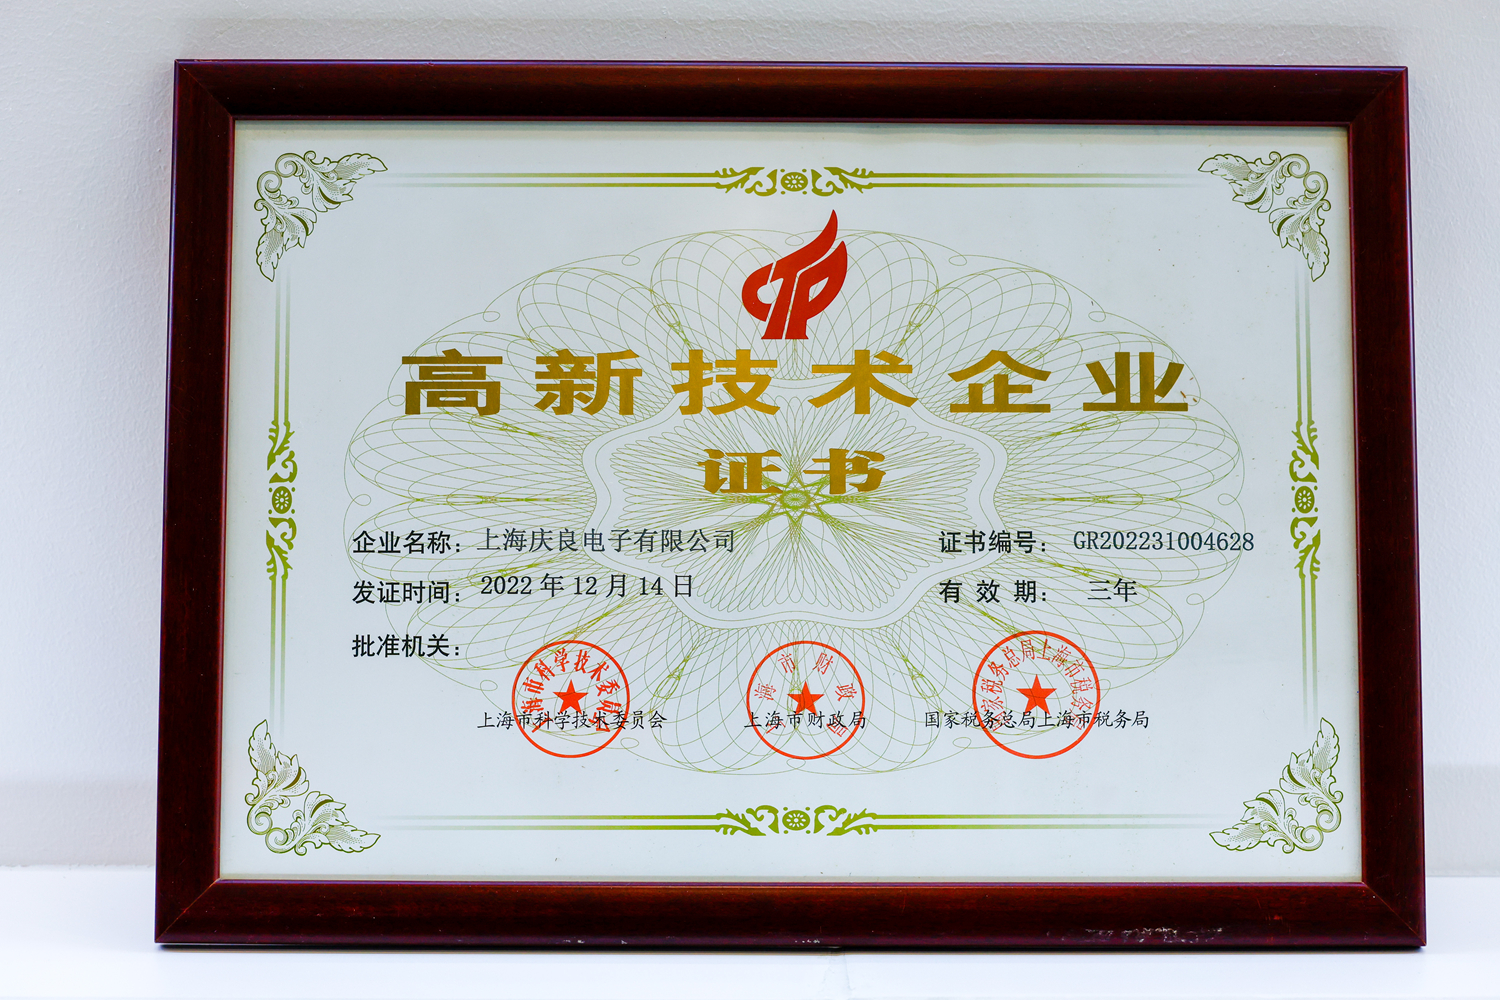 高新技术企业
证书
企业名称：上海庆良电子有限公司 证书编号：GR202231004628
发证时间：2022年12月14日 有效期：三年
批准机关：
上海市科学技术委员会 上海市财政局 国家税务总局上海市税务局